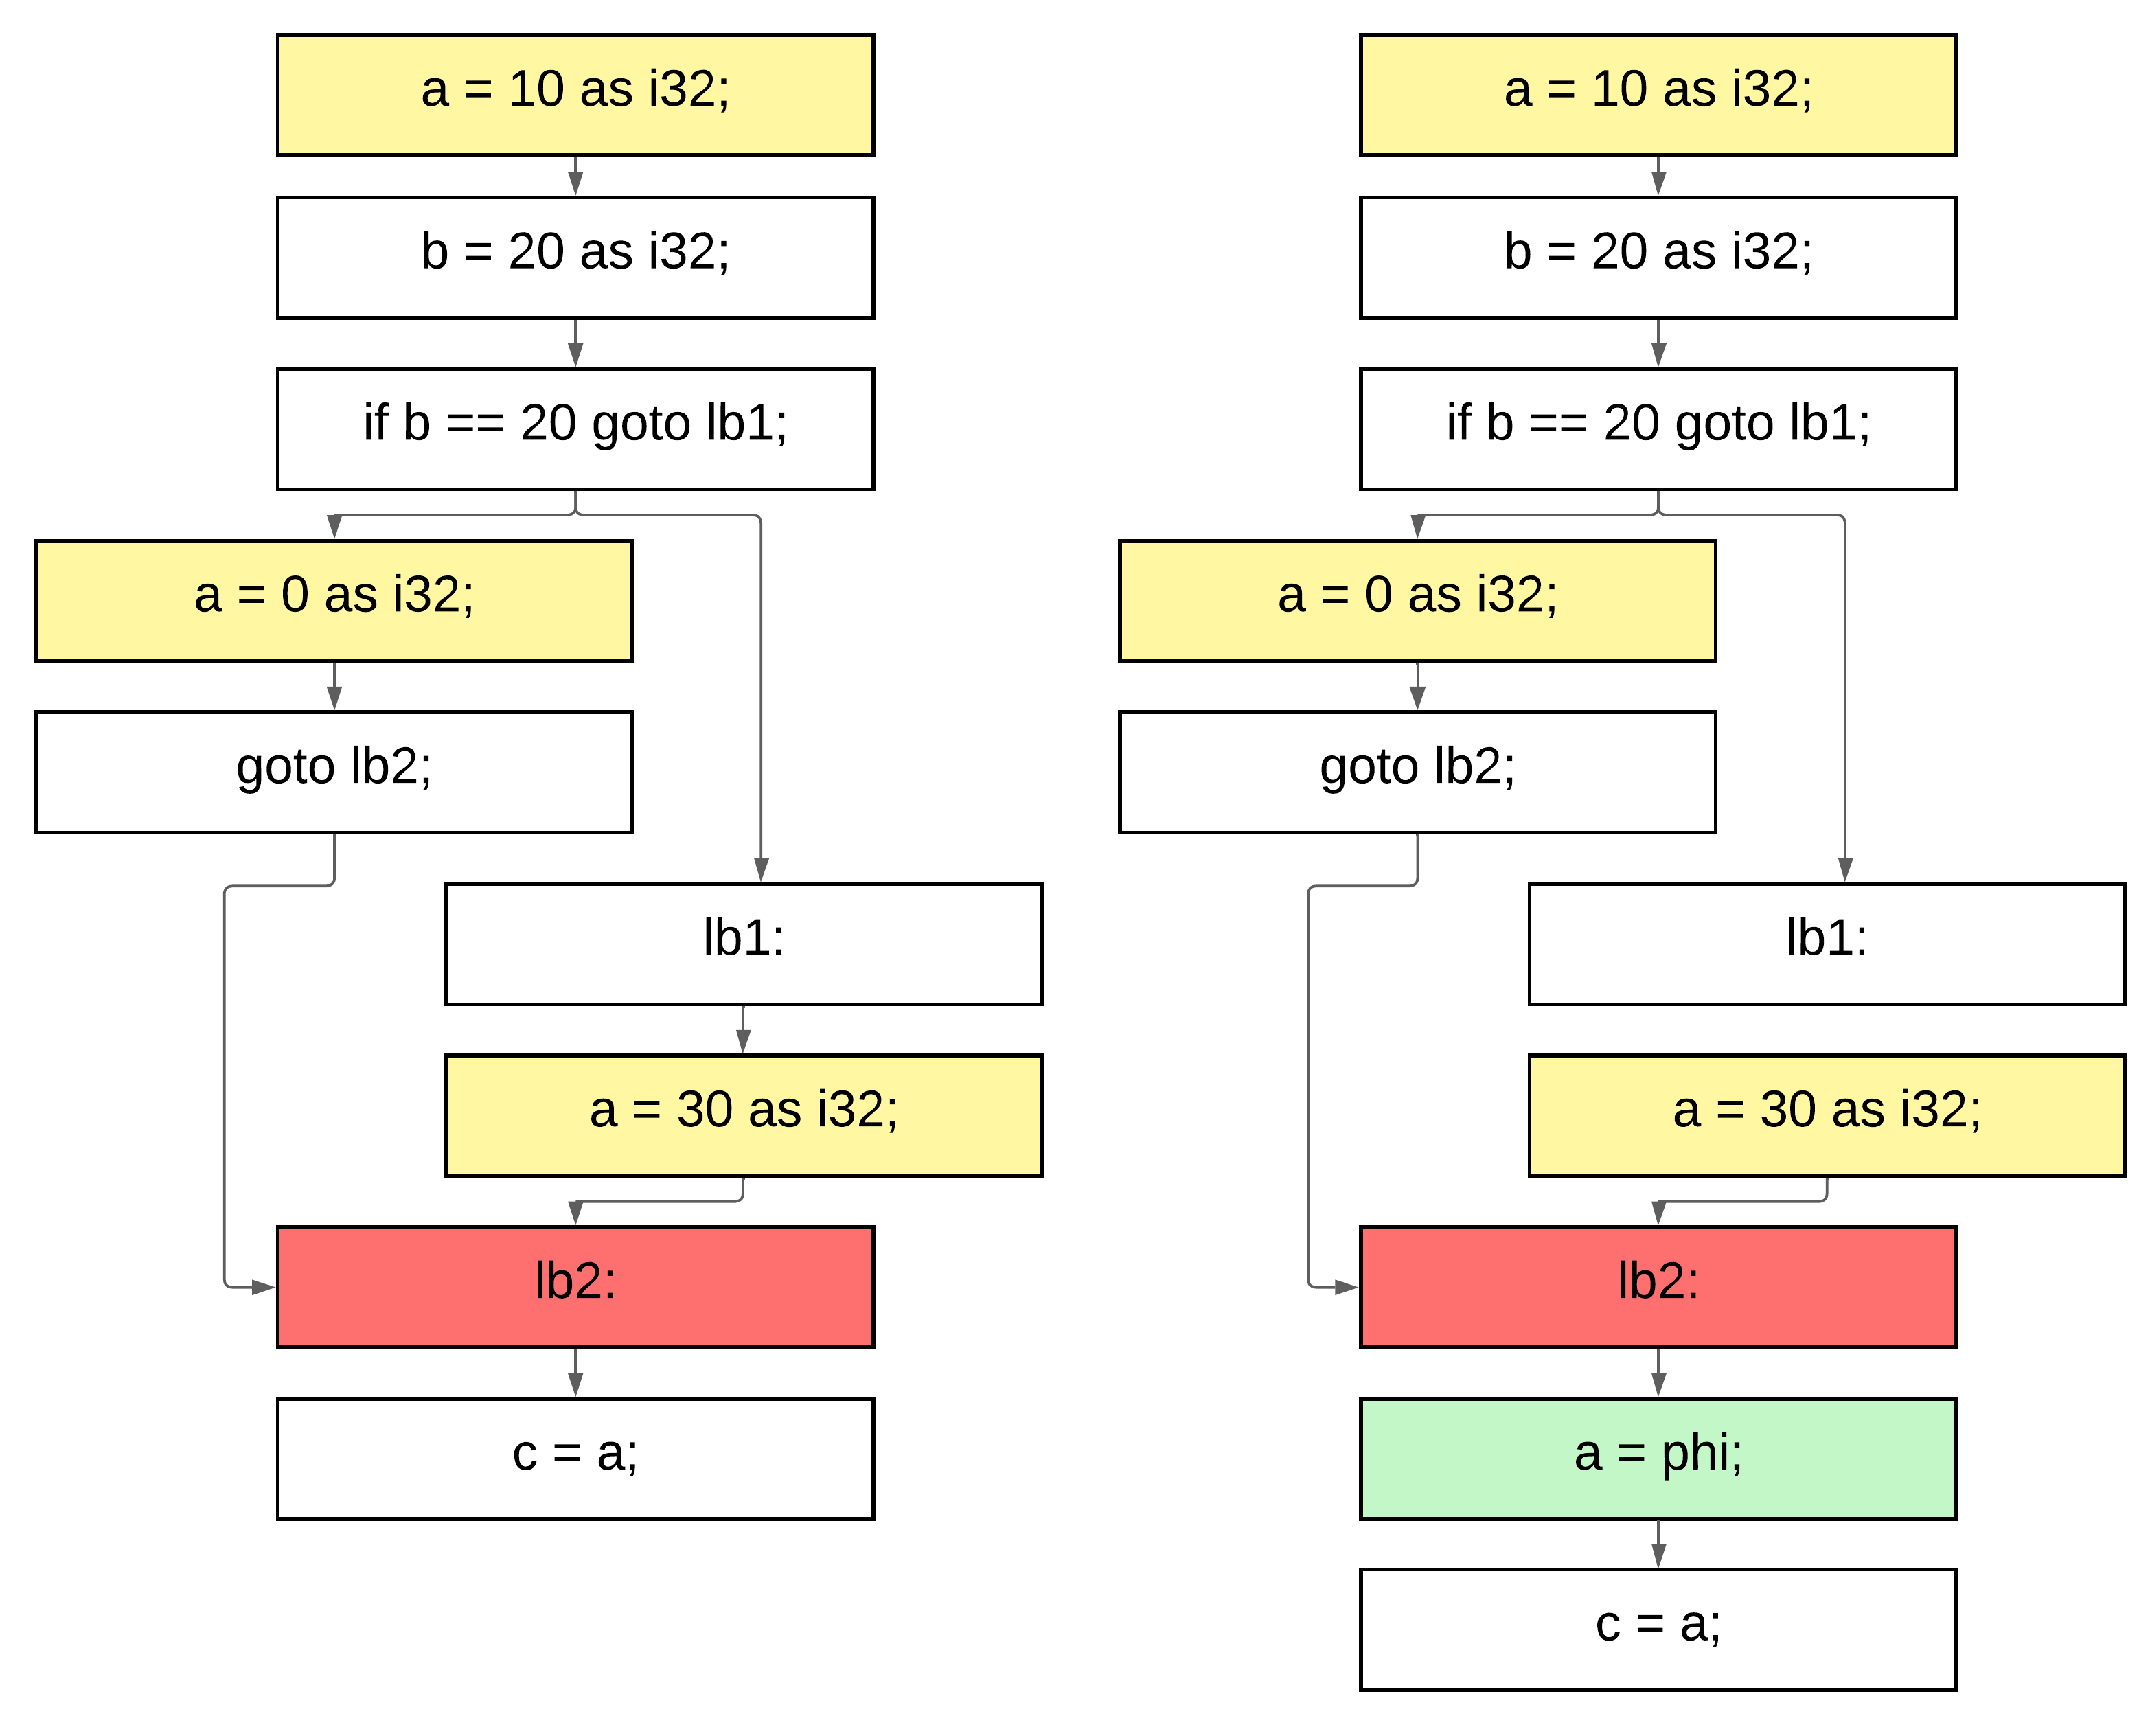 a = 10 as i32;
b = 20 as i32;
if b == 20 goto lb1;
a = 0 as i32;
goto lb2;
lb1:
a = 30 as i32;
lb2:
c = a;
a = 10 as i32;
b = 20 as i32;
if b == 20 goto lb1;
a = 0 as i32;
goto lb2;
lb1:
a = 30 as i32;
lb2:
a = phi;
c = a;